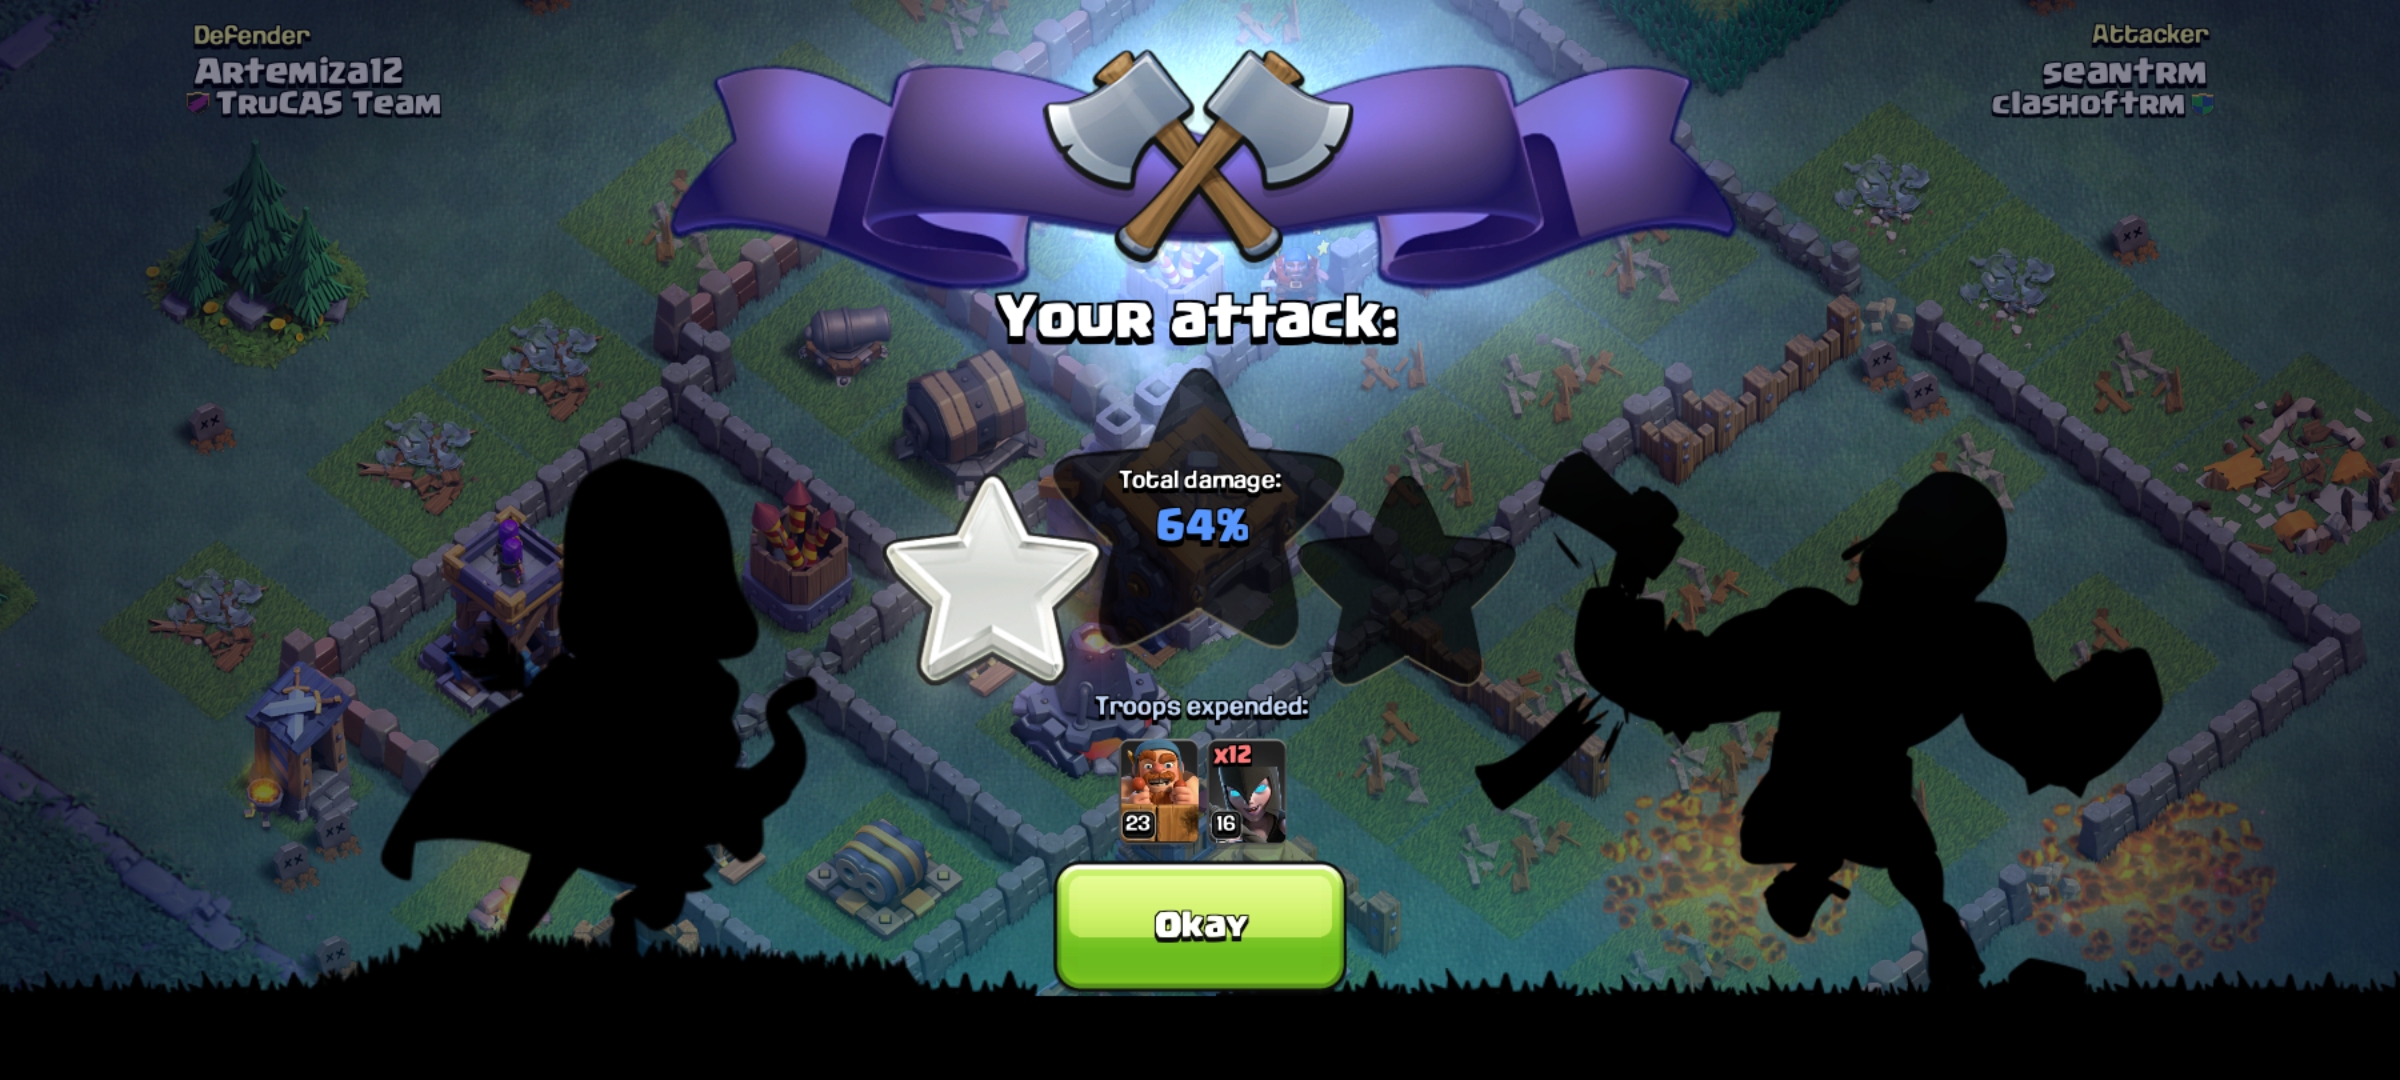 Defender
Artemiza12
TruCAS Team
Attacker
seantRM
clashoftRM
Your attack:
Total damage:
64%
Troops expended:
x12
23
16
Okay